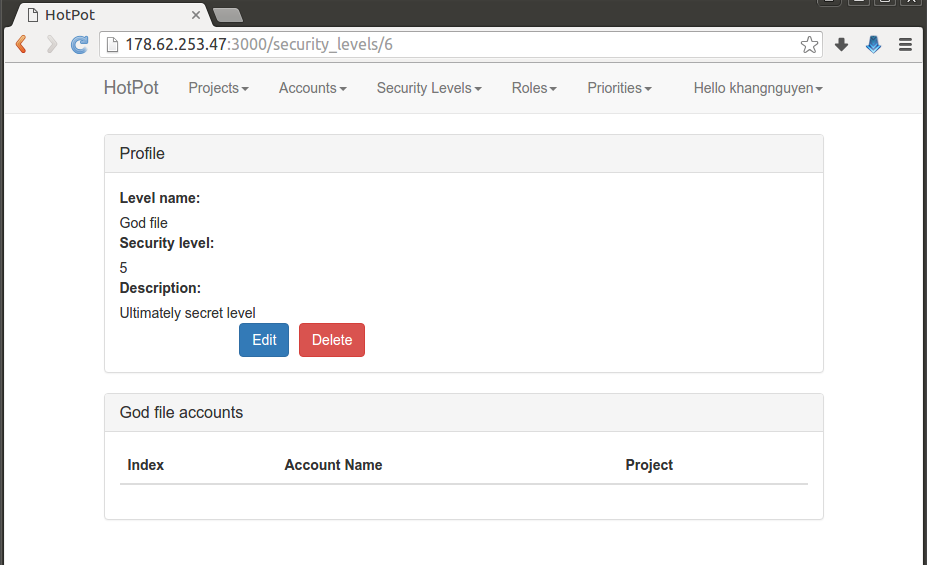 HotPot
178.62.253.47:3000/security_levels/6
HotPot Projects Accounts Security Levels Roles Priorities Hello khangnguyen
Profile
Level name:
God file
Security level:
5
Description:
Ultimately secret level
Edit Delete
God file accounts
Index Account Name Project